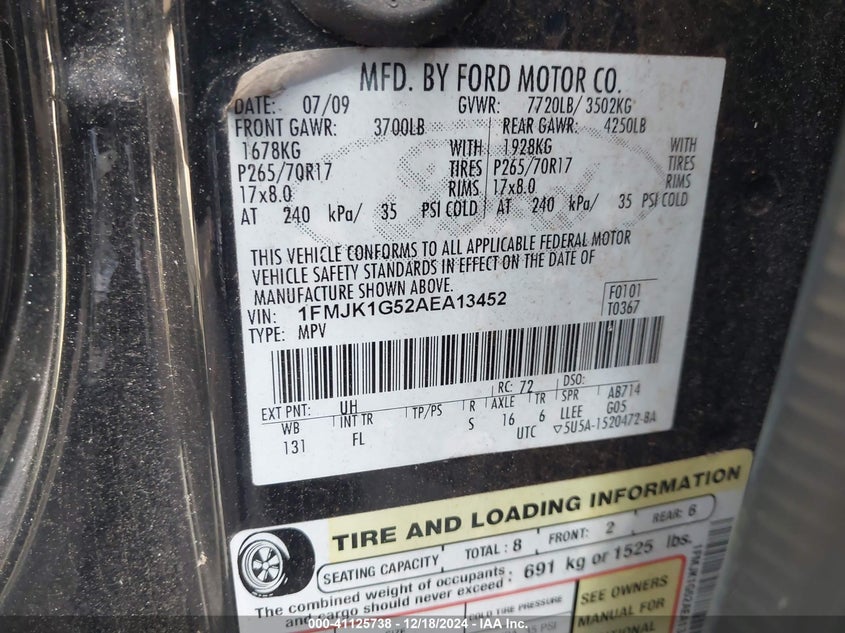 MFD. BY FORD MOTOR CO.
DATE: 07/09 GVWR: 7720LB/ 3502KG
FRONT GAWR: 3700LB REAR GAWR: 4250LB
1678KG WITH 1928KG WITH
P265/70R17 TIRES P265/70R17 TIRES
17x8.0 RIMS 17x8.0 RIMS
AT 240 kPa/ 35 PSI COLD AT 240 kPa/ 35 PSI COLD
THIS VEHICLE CONFORMS TO ALL APPLICABLE FEDERAL MOTOR
VEHICLE SAFETY STANDARDS IN EFFECT ON THE DATE OF
MANUFACTURE SHOWN ABOVE.
VIN: 1FMJK1G52AEA13452 F0101
TYPE: MPV T0367
EXT PNT: UH RC: 72 DSO:
WB INT TR TP/PS R AXLE TR SPR AB714
131 FL S 16 6 LLEE G05
UTC ▽5U5A-1520472-BA
TIRE AND LOADING INFORMATION
SEATING CAPACITY TOTAL: 8 FRONT: 2 REAR: 6
The combined weight of occupants
and cargo should never exceed: 691 kg or 1525 lbs.
COLD TIRE PRESSURE
SEE OWNERS
MANUAL FOR
000-41125738 - 12/18/2024 - IAA Inc.